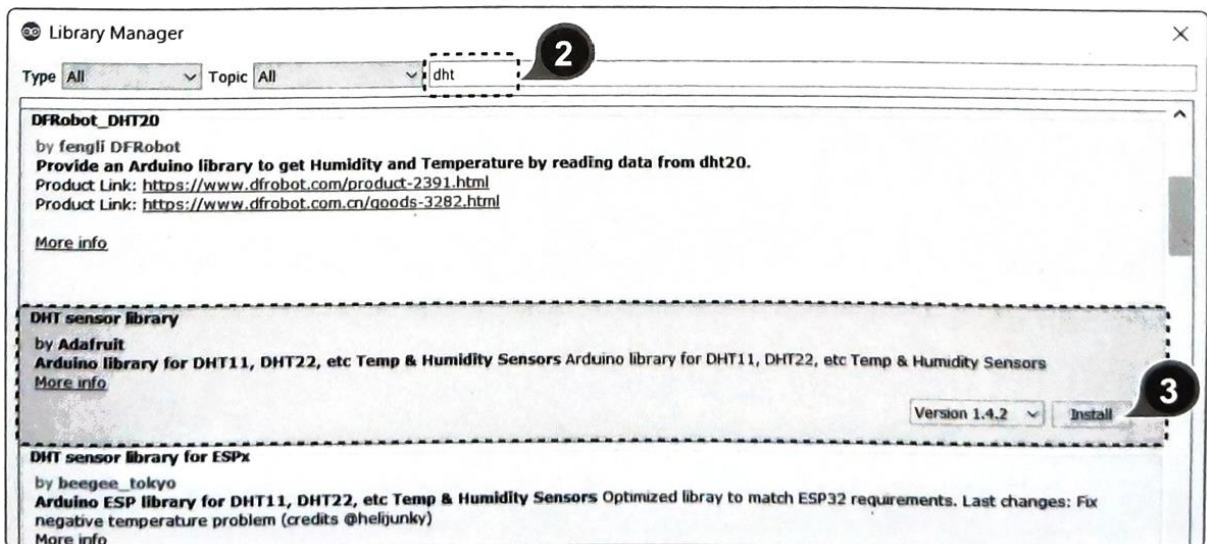 Library Manager
2
Type All Topic All dht
DFRobot_DHT20
by fengli DFRobot
Provide an Arduino library to get Humidity and Temperature by reading data from dht20.
Product Link: https://www.dfrobot.com/product-2391.html
Product Link: https://www.dfrobot.com.cn/goods-3282.html
More info
DHT sensor library
by Adafruit
Arduino library for DHT11, DHT22, etc Temp & Humidity Sensors Arduino library for DHT11, DHT22, etc Temp & Humidity Sensors
More info
3
Version 1.4.2 Install
DHT sensor library for ESPx
by beegee_tokyo
Arduino ESP library for DHT11, DHT22, etc Temp & Humidity Sensors Optimized libray to match ESP32 requirements. Last changes: Fix
negative temperature problem (credits @helijunky)
More info